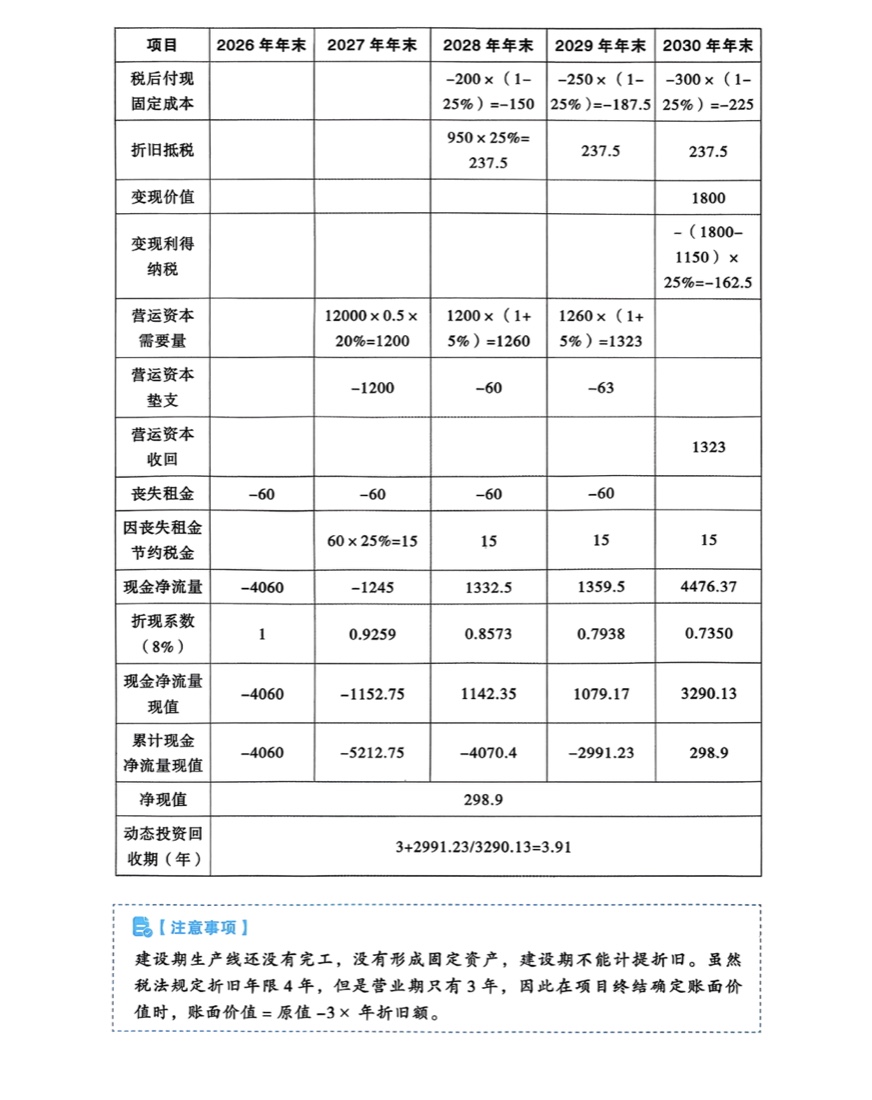 项目 2026年年末 2027年年末 2028年年末 2029年年末 2030年年末
税后付现 -200×（1- -250×（1- -300×（1-
固定成本 25%）=-150 25%）=-187.5 25%）=-225
折旧抵税 950×25%= 237.5 237.5
237.5
变现价值 1800
变现利得 -（1800-
纳税 1150）×
25%=-162.5
营运资本 12000×0.5× 1200×（1+ 1260×（1+
需要量 20%=1200 5%）=1260 5%）=1323
营运资本 -1200 -60 -63
垫支
营运资本 1323
收回
丧失租金 -60 -60 -60 -60
因丧失租金 60×25%=15 15 15 15
节约税金
现金净流量 -4060 -1245 1332.5 1359.5 4476.37
折现系数 1 0.9259 0.8573 0.7938 0.7350
（8%）
现金净流量 -4060 -1152.75 1142.35 1079.17 3290.13
现值
累计现金 -4060 -5212.75 -4070.4 -2991.23 298.9
净流量现值
净现值 298.9
动态投资回 3+2991.23/3290.13=3.91
收期（年）
【注意事项】
建设期生产线还没有完工，没有形成固定资产，建设期不能计提折旧。虽然
税法规定折旧年限4年，但是营业期只有3年，因此在项目终结确定账面价
值时，账面价值=原值-3×年折旧额。